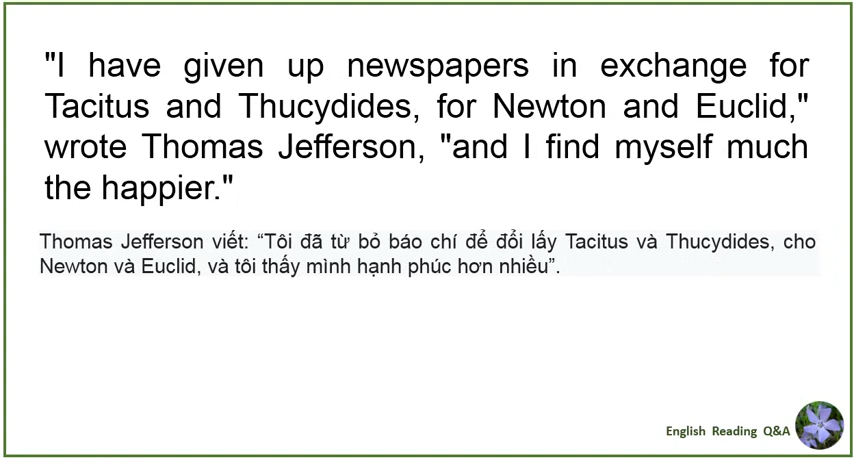 "I have given up newspapers in exchange for
Tacitus and Thucydides, for Newton and Euclid,"
wrote Thomas Jefferson, "and I find myself much
the happier."
Thomas Jefferson viết: “Tôi đã từ bỏ báo chí để đổi lấy Tacitus và Thucydides, cho
Newton và Euclid, và tôi thấy mình hạnh phúc hơn nhiều”.
English Reading Q&A